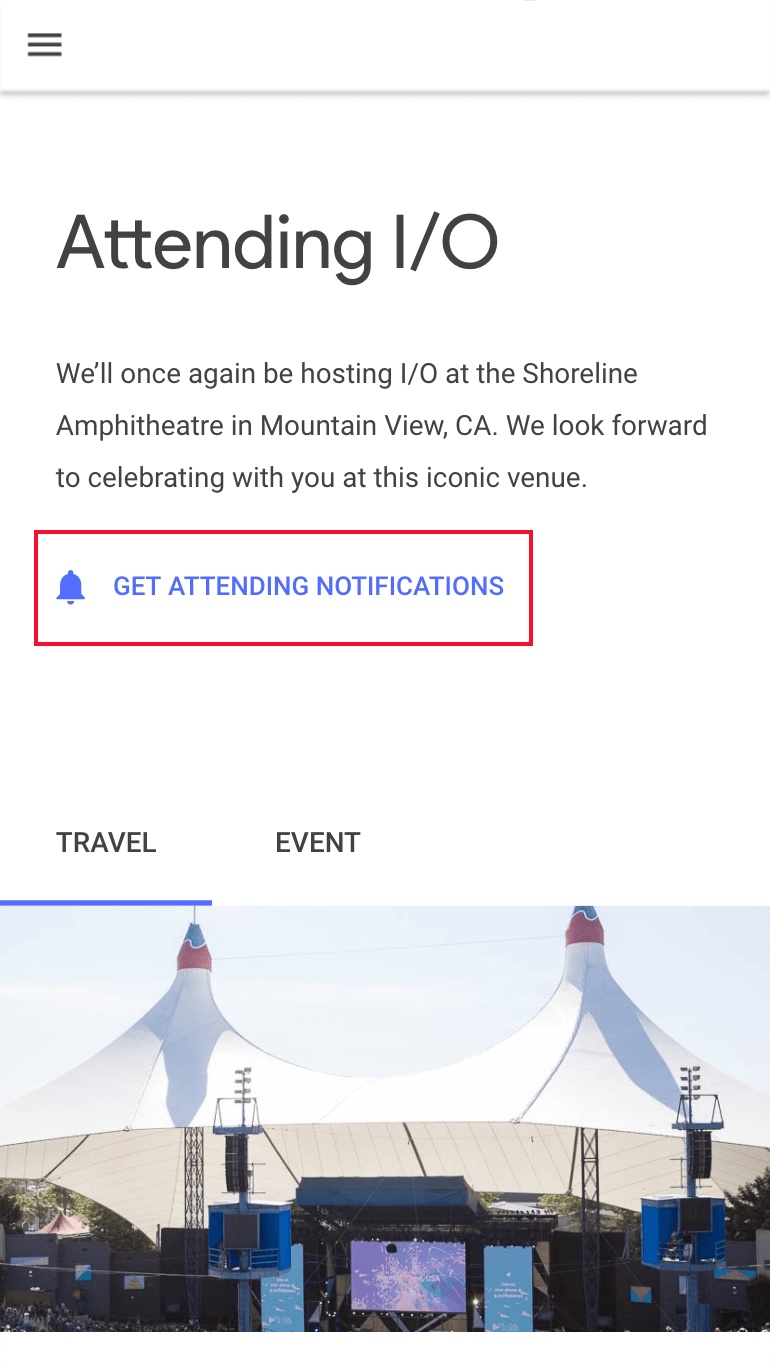 Attending I/O
We’ll once again be hosting I/O at the Shoreline
Amphitheatre in Mountain View, CA. We look forward
to celebrating with you at this iconic venue.
GET ATTENDING NOTIFICATIONS
TRAVEL
EVENT
USA